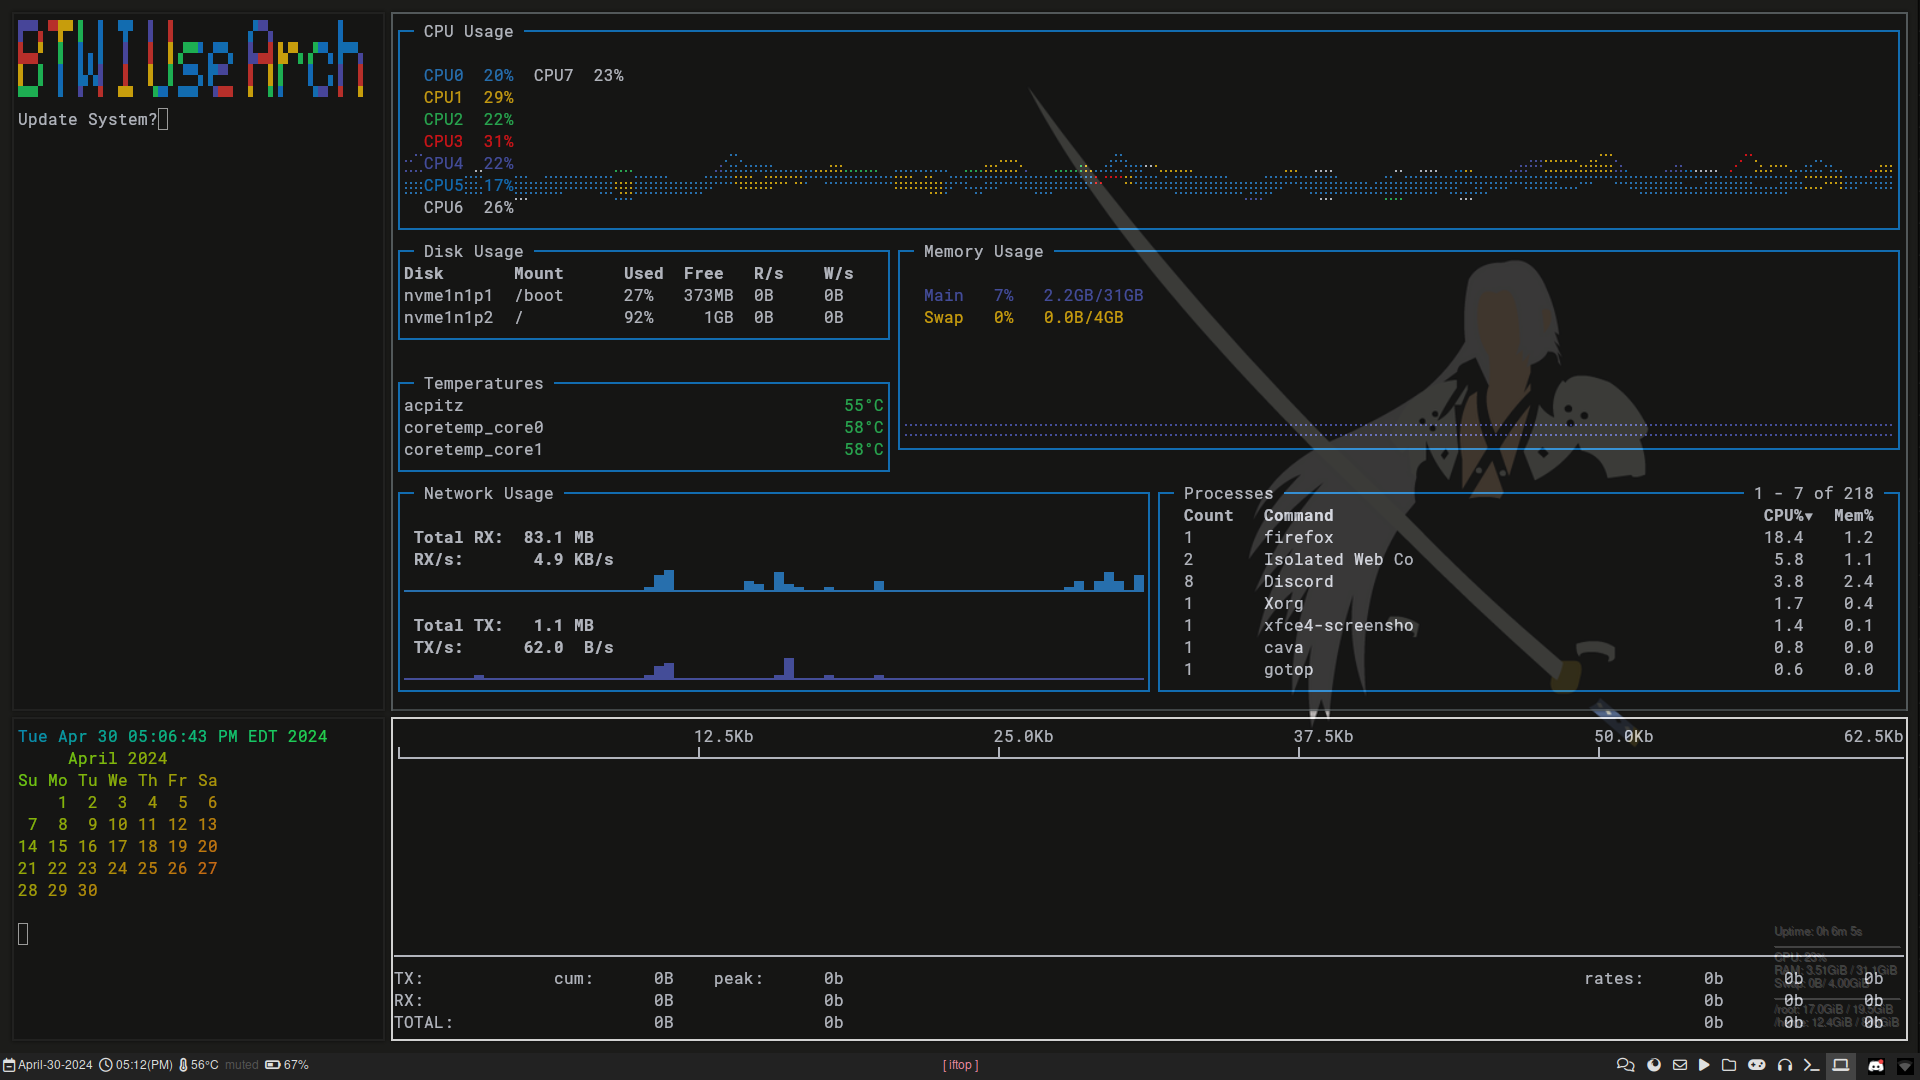 BTWIUseArch
Update System?
CPU Usage
CPU0 20% CPU7 23%
CPU1 29%
CPU2 22%
CPU3 31%
CPU4 22%
CPU5 17%
CPU6 26%
Disk Usage
Disk Mount Used Free R/s W/s
nvme1n1p1 /boot 27% 373MB 0B 0B
nvme1n1p2 / 92% 1GB 0B 0B
Memory Usage
Main 7% 2.2GB/31GB
Swap 0% 0.0B/4GB
Temperatures
acpitz 55°C
coretemp_core0 58°C
coretemp_core1 58°C
Network Usage
Total RX: 83.1 MB
RX/s: 4.9 KB/s
Total TX: 1.1 MB
TX/s: 62.0 B/s
Processes 1 - 7 of 218
Count Command CPU%▼ Mem%
1 firefox 18.4 1.2
2 Isolated Web Co 5.8 1.1
8 Discord 3.8 2.4
1 Xorg 1.7 0.4
1 xfce4-screensho 1.4 0.1
1 cava 0.8 0.0
1 gotop 0.6 0.0
Tue Apr 30 05:06:43 PM EDT 2024
April 2024
Su Mo Tu We Th Fr Sa
1 2 3 4 5 6
7 8 9 10 11 12 13
14 15 16 17 18 19 20
21 22 23 24 25 26 27
28 29 30
12.5Kb 25.0Kb 37.5Kb 50.0Kb 62.5Kb
Uptime: 0h 6m 5s
CPU: 23%
RAM: 3.51GiB / 31.1GiB
Swap: 0B/ 4.00GiB
/root: 17.0GiB / 19.5GiB
TX: cum: 0B peak: 0b rates: 0b 0b 0b
RX: 0B 0b 0b 0b 0b
TOTAL: 0B 0b 0b 0b 0b
April-30-2024 05:12(PM) 56°C muted 67%
[ iftop ]